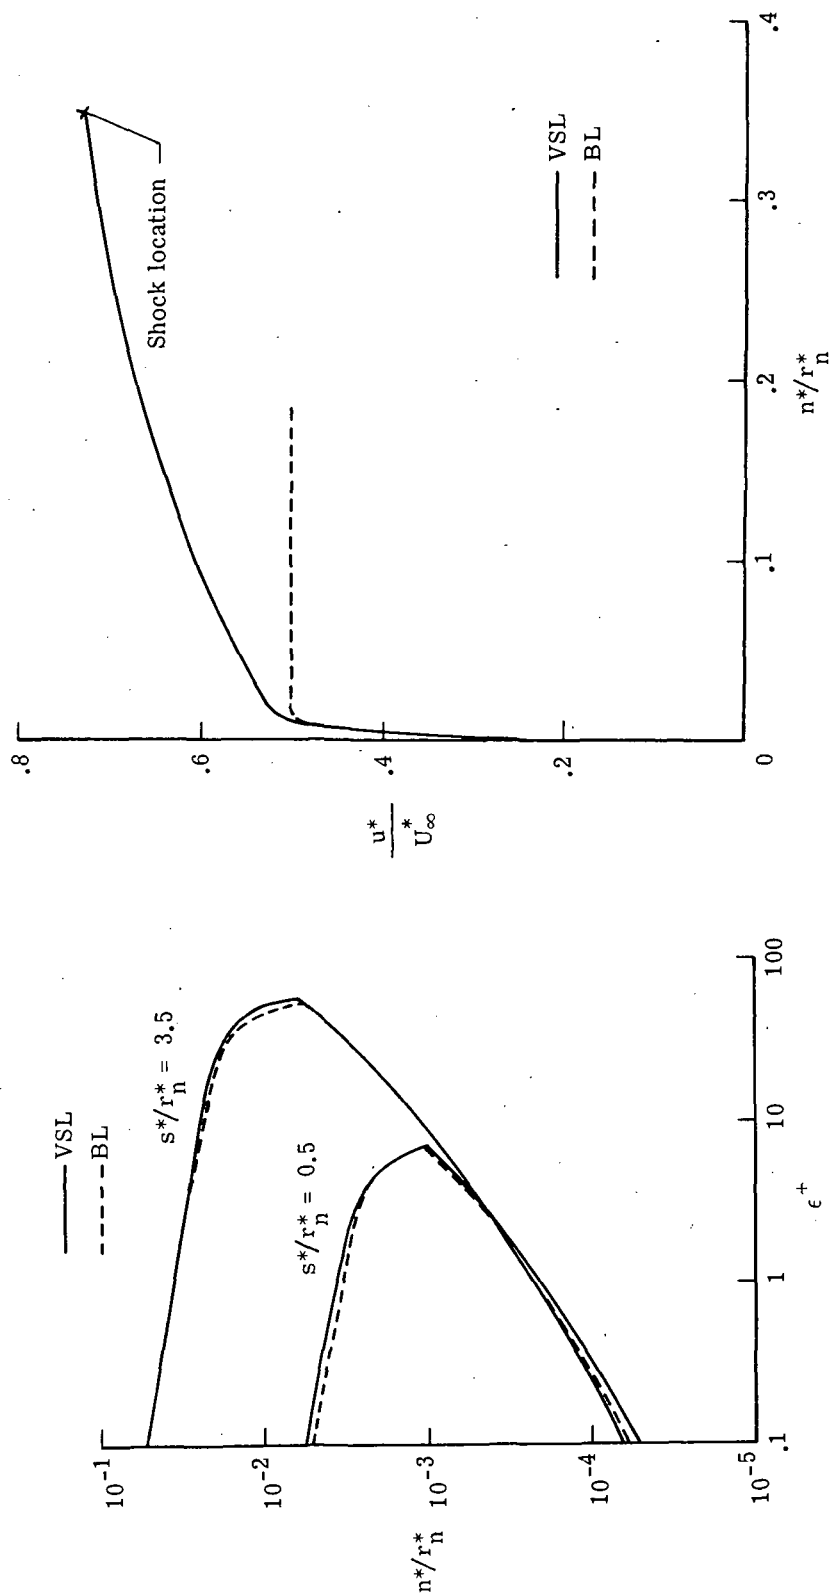 VSL
BL
s*/r*n = 3.5
s*/r*n = 0.5
10-1
10-2
10-3
10-4
10-5
n*/r*n
.1
1
10
100
ϵ+
.8
.6
.4
.2
0
u*
U*∞
Shock location
VSL
BL
.1
.2
.3
.4
n*/r*n